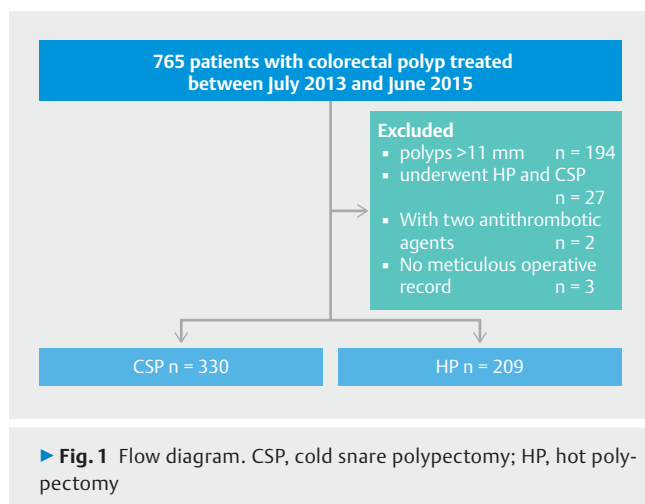 765 patients with colorectal polyp treated
between July 2013 and June 2015
Excluded
▪ polyps >11 mm n = 194
▪ underwent HP and CSP
n = 27
▪ With two antithrombotic
agents n = 2
▪ No meticulous operative
record n = 3
CSP n = 330
HP n = 209
▶ Fig. 1 Flow diagram. CSP, cold snare polypectomy; HP, hot poly-
pectomy